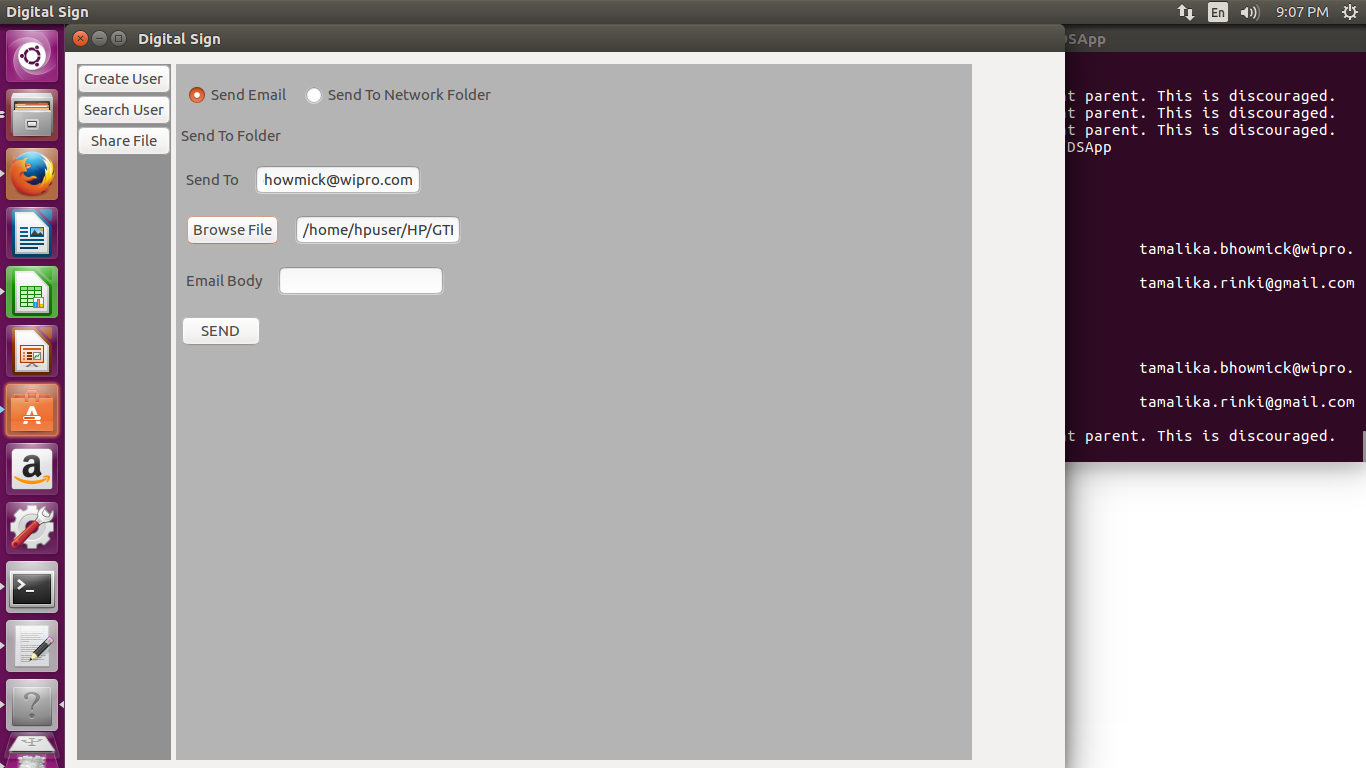 Digital Sign
En
9:07 PM
Digital Sign
DSApp
Create User
Search User
Share File
Send Email
Send To Network Folder
Send To Folder
Send To
howmick@wipro.com
Browse File
/home/hpuser/HP/GTI
Email Body
SEND
t parent. This is discouraged.
t parent. This is discouraged.
t parent. This is discouraged.
DSApp
tamalika.bhowmick@wipro.
tamalika.rinki@gmail.com
tamalika.bhowmick@wipro.
tamalika.rinki@gmail.com
t parent. This is discouraged.